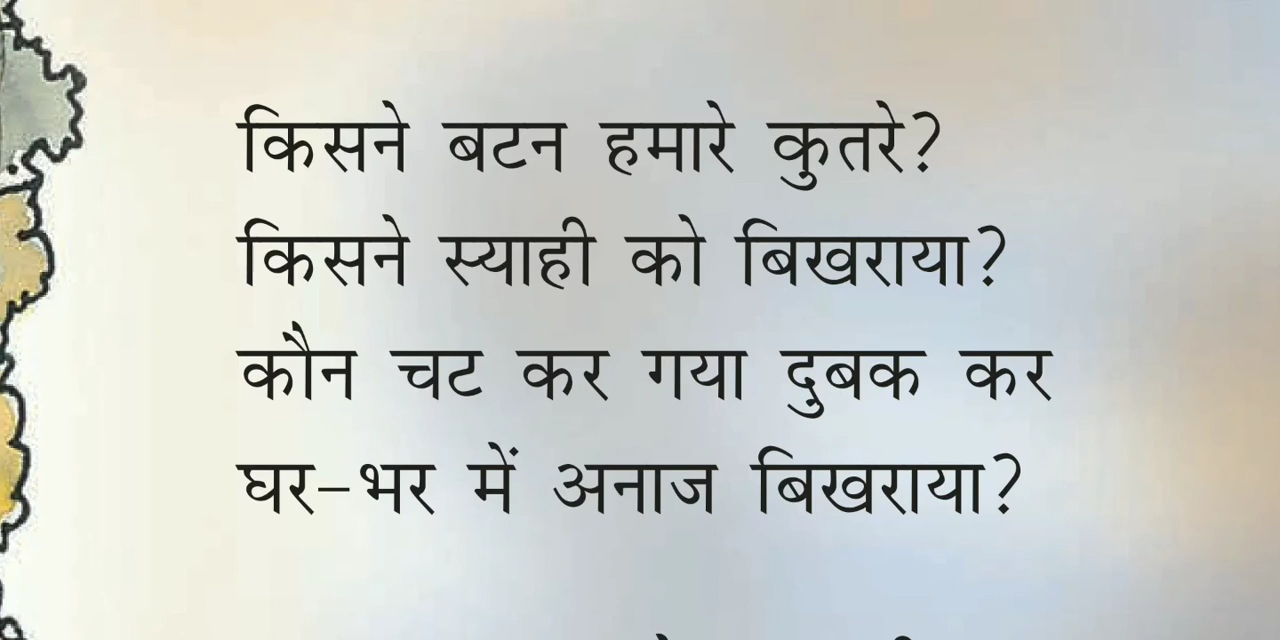 किसने बटन हमारे कुतरे?
किसने स्याही को बिखराया?
कौन चट कर गया दुबक कर
घर-भर में अनाज बिखराया?